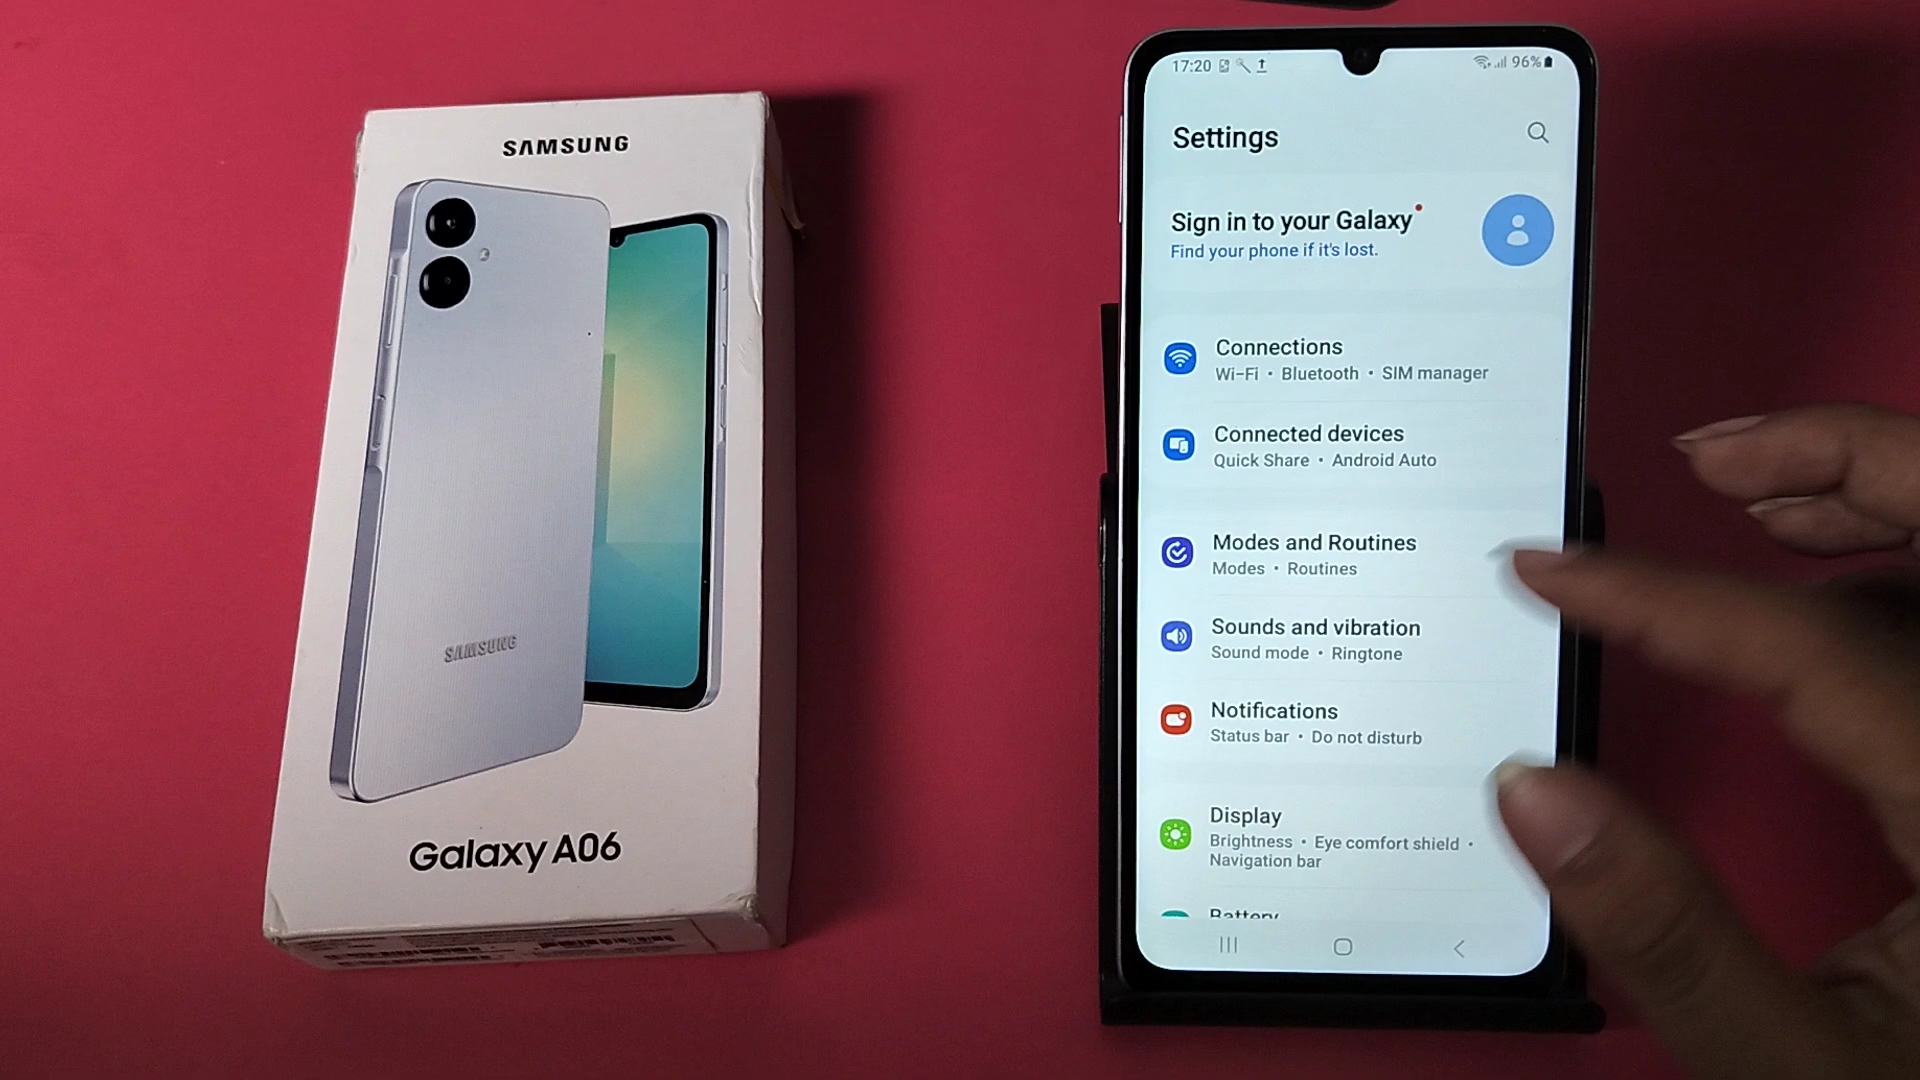 SAMSUNG
SAMSUNG
Galaxy A06
17:20
96%
Settings
Sign in to your Galaxy
Find your phone if it's lost.
Connections
Wi-Fi • Bluetooth • SIM manager
Connected devices
Quick Share • Android Auto
Modes and Routines
Modes • Routines
Sounds and vibration
Sound mode • Ringtone
Notifications
Status bar • Do not disturb
Display
Brightness • Eye comfort shield •
Navigation bar
Battery